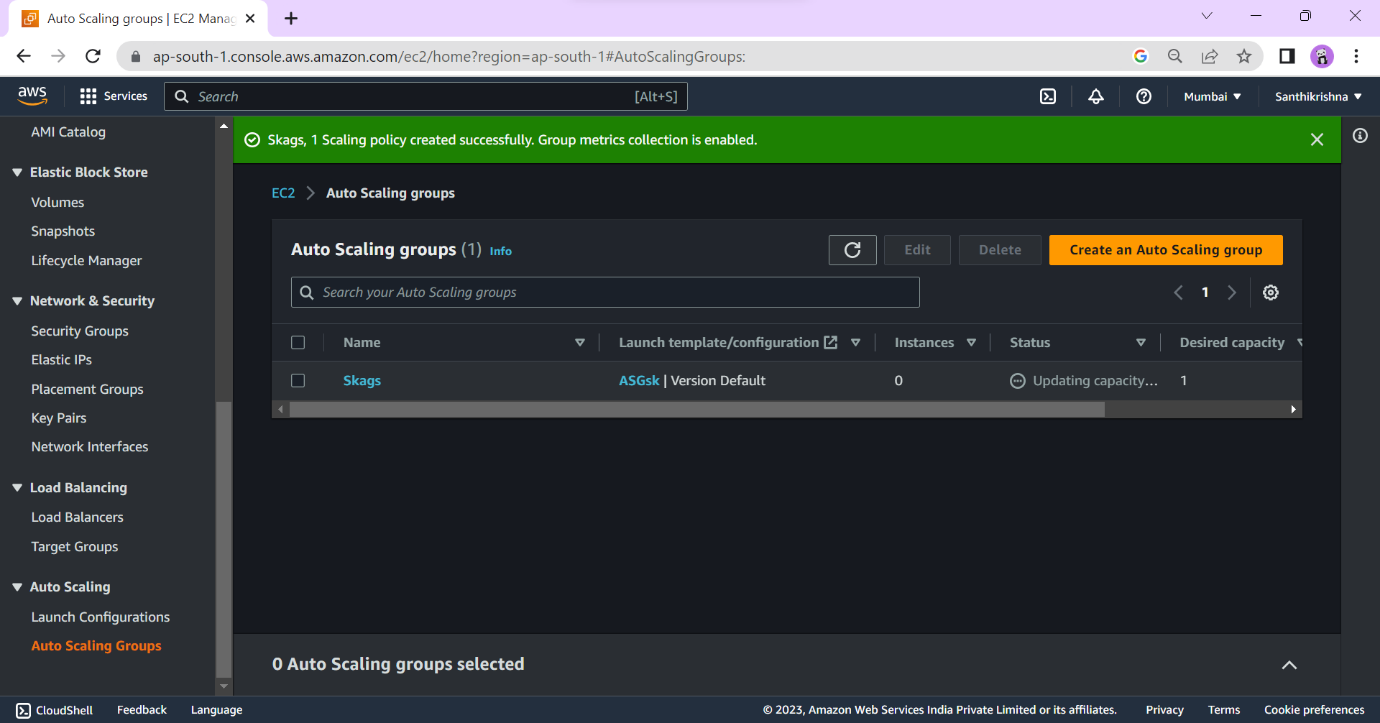 Auto Scaling groups | EC2 Manag
ap-south-1.console.aws.amazon.com/ec2/home?region=ap-south-1#AutoScalingGroups:
aws
Services
Search
[Alt+S]
Mumbai
Santhikrishna
AMI Catalog
Elastic Block Store
Volumes
Snapshots
Lifecycle Manager
Network & Security
Security Groups
Elastic IPs
Placement Groups
Key Pairs
Network Interfaces
Load Balancing
Load Balancers
Target Groups
Auto Scaling
Launch Configurations
Auto Scaling Groups
Skags, 1 Scaling policy created successfully. Group metrics collection is enabled.
EC2 > Auto Scaling groups
Auto Scaling groups (1) Info
Edit
Delete
Create an Auto Scaling group
Search your Auto Scaling groups
1
Name Launch template/configuration Instances Status Desired capacity
Skags ASGsk | Version Default 0 Updating capacity... 1
0 Auto Scaling groups selected
CloudShell Feedback Language © 2023, Amazon Web Services India Private Limited or its affiliates. Privacy Terms Cookie preferences